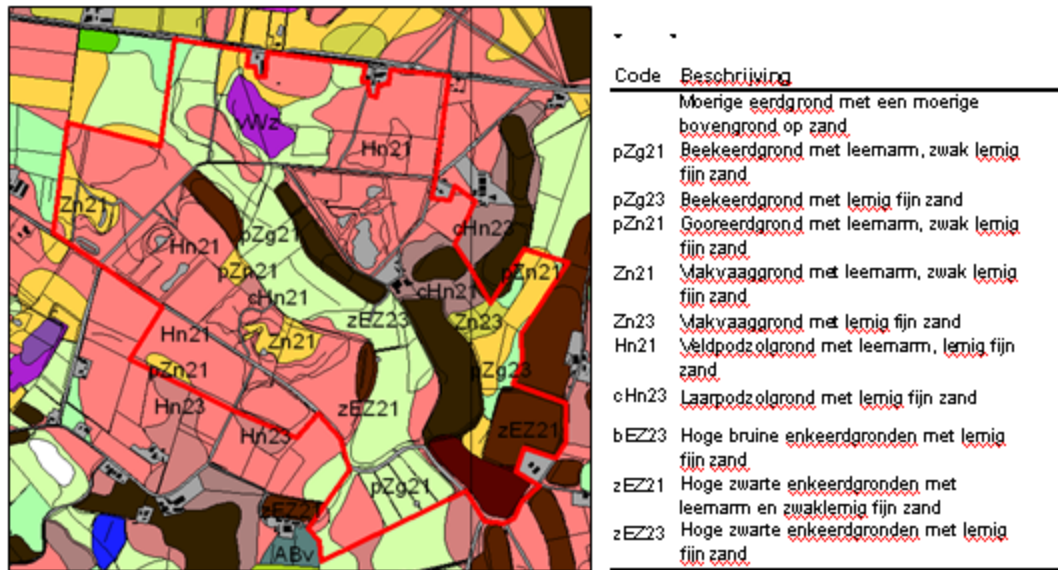 vWz
Hn21
Zn21
cHn23
pZg21
Hn21
pZn21
pZn21
cHn21
cHn21
zEZ23
Zn23
Hn21
Zn21
pZn21
pZg23
Hn23
zEZ21
Hn23
zEZ21
pZg21
zEZ21
ABv
Code Beschrijving
Moerige eerdgrond met een moerige
bovengrond op zand
pZg21 Beekeerdgrond met leemarm, zwak lemig
fijn zand
pZg23 Beekeerdgrond met lemig fijn zand
pZn21 Gooreerdgrond met leemarm, zwak lemig
fijn zand
Zn21 Vlakvaaggrond met leemarm, zwak lemig
fijn zand
Zn23 Vlakvaaggrond met lemig fijn zand
Hn21 Veldpodzolgrond met leemarm, lemig fijn
zand
cHn23 Laarpodzolgrond met lemig fijn zand
bEZ23 Hoge bruine enkeerdgronden met lemig
fijn zand
zEZ21 Hoge zwarte enkeerdgronden met
leemarm en zwaklemig fijn zand
zEZ23 Hoge zwarte enkeerdgronden met lemig
fijn zand